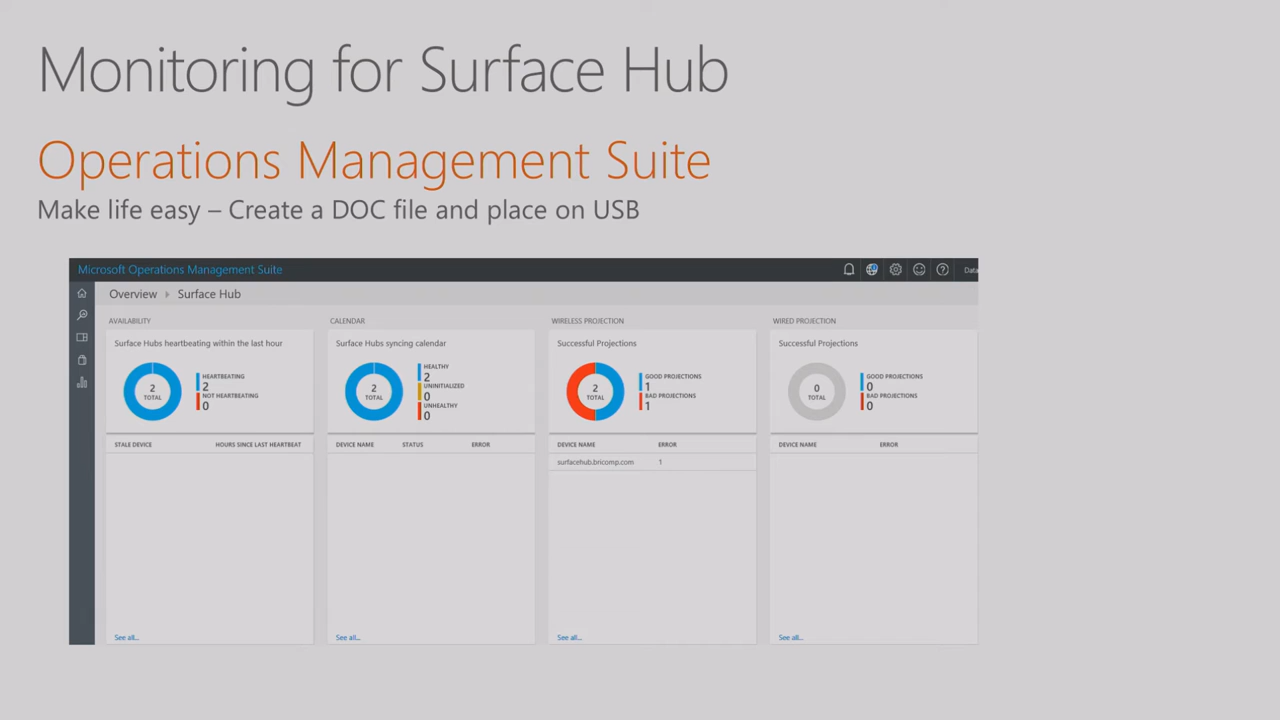 Monitoring for Surface Hub
Operations Management Suite
Make life easy – Create a DOC file and place on USB
Microsoft Operations Management Suite
Data
Overview
Surface Hub
AVAILABILITY
Surface Hubs heartbeating within the last hour
2
TOTAL
HEARTBEATING
2
NOT HEARTBEATING
0
STALE DEVICE HOURS SINCE LAST HEARTBEAT
See all...
CALENDAR
Surface Hubs syncing calendar
2
TOTAL
HEALTHY
2
UNINITIALIZED
0
UNHEALTHY
0
DEVICE NAME STATUS ERROR
See all...
WIRELESS PROJECTION
Successful Projections
2
TOTAL
GOOD PROJECTIONS
1
BAD PROJECTIONS
1
DEVICE NAME ERROR
surfacehub.bricomp.com 1
See all...
WIRED PROJECTION
Successful Projections
0
TOTAL
GOOD PROJECTIONS
0
BAD PROJECTIONS
0
DEVICE NAME ERROR
See all...